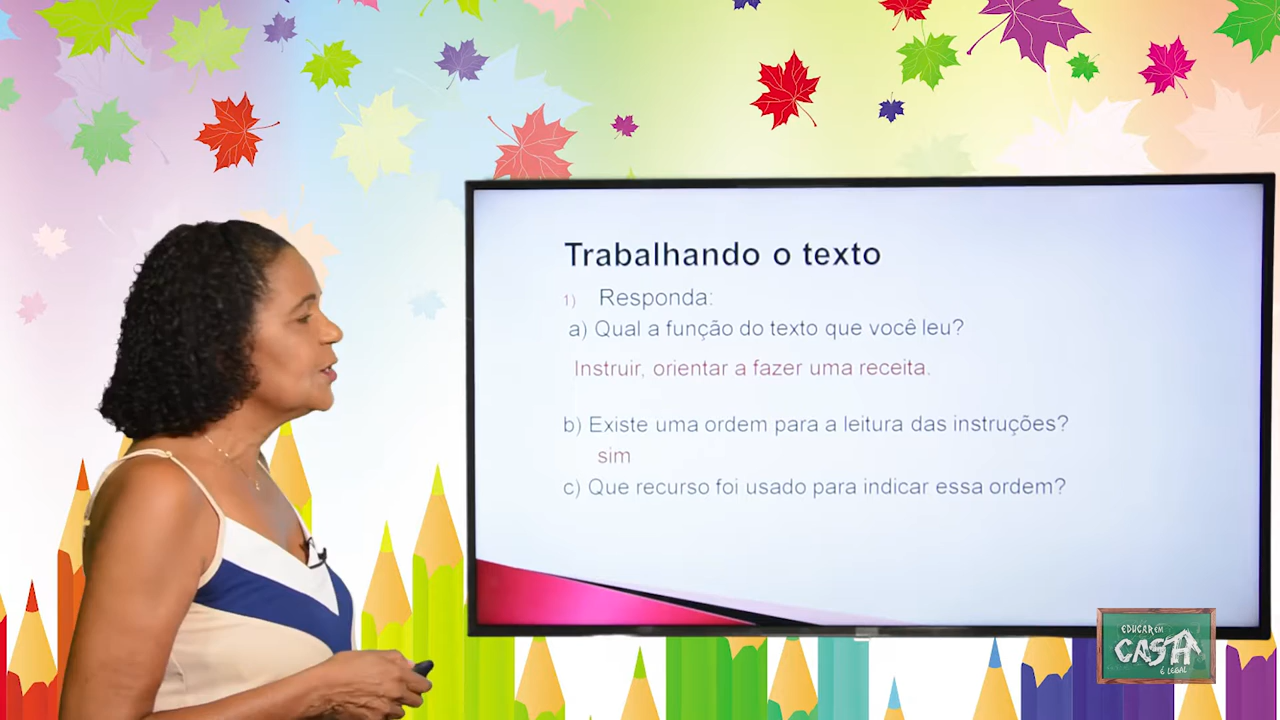 Trabalhando o texto
1) Responda:
a) Qual a função do texto que você leu?
Instruir, orientar a fazer uma receita.
b) Existe uma ordem para a leitura das instruções?
sim
c) Que recurso foi usado para indicar essa ordem?
EDUCAR EM
CASA
É LEGAL